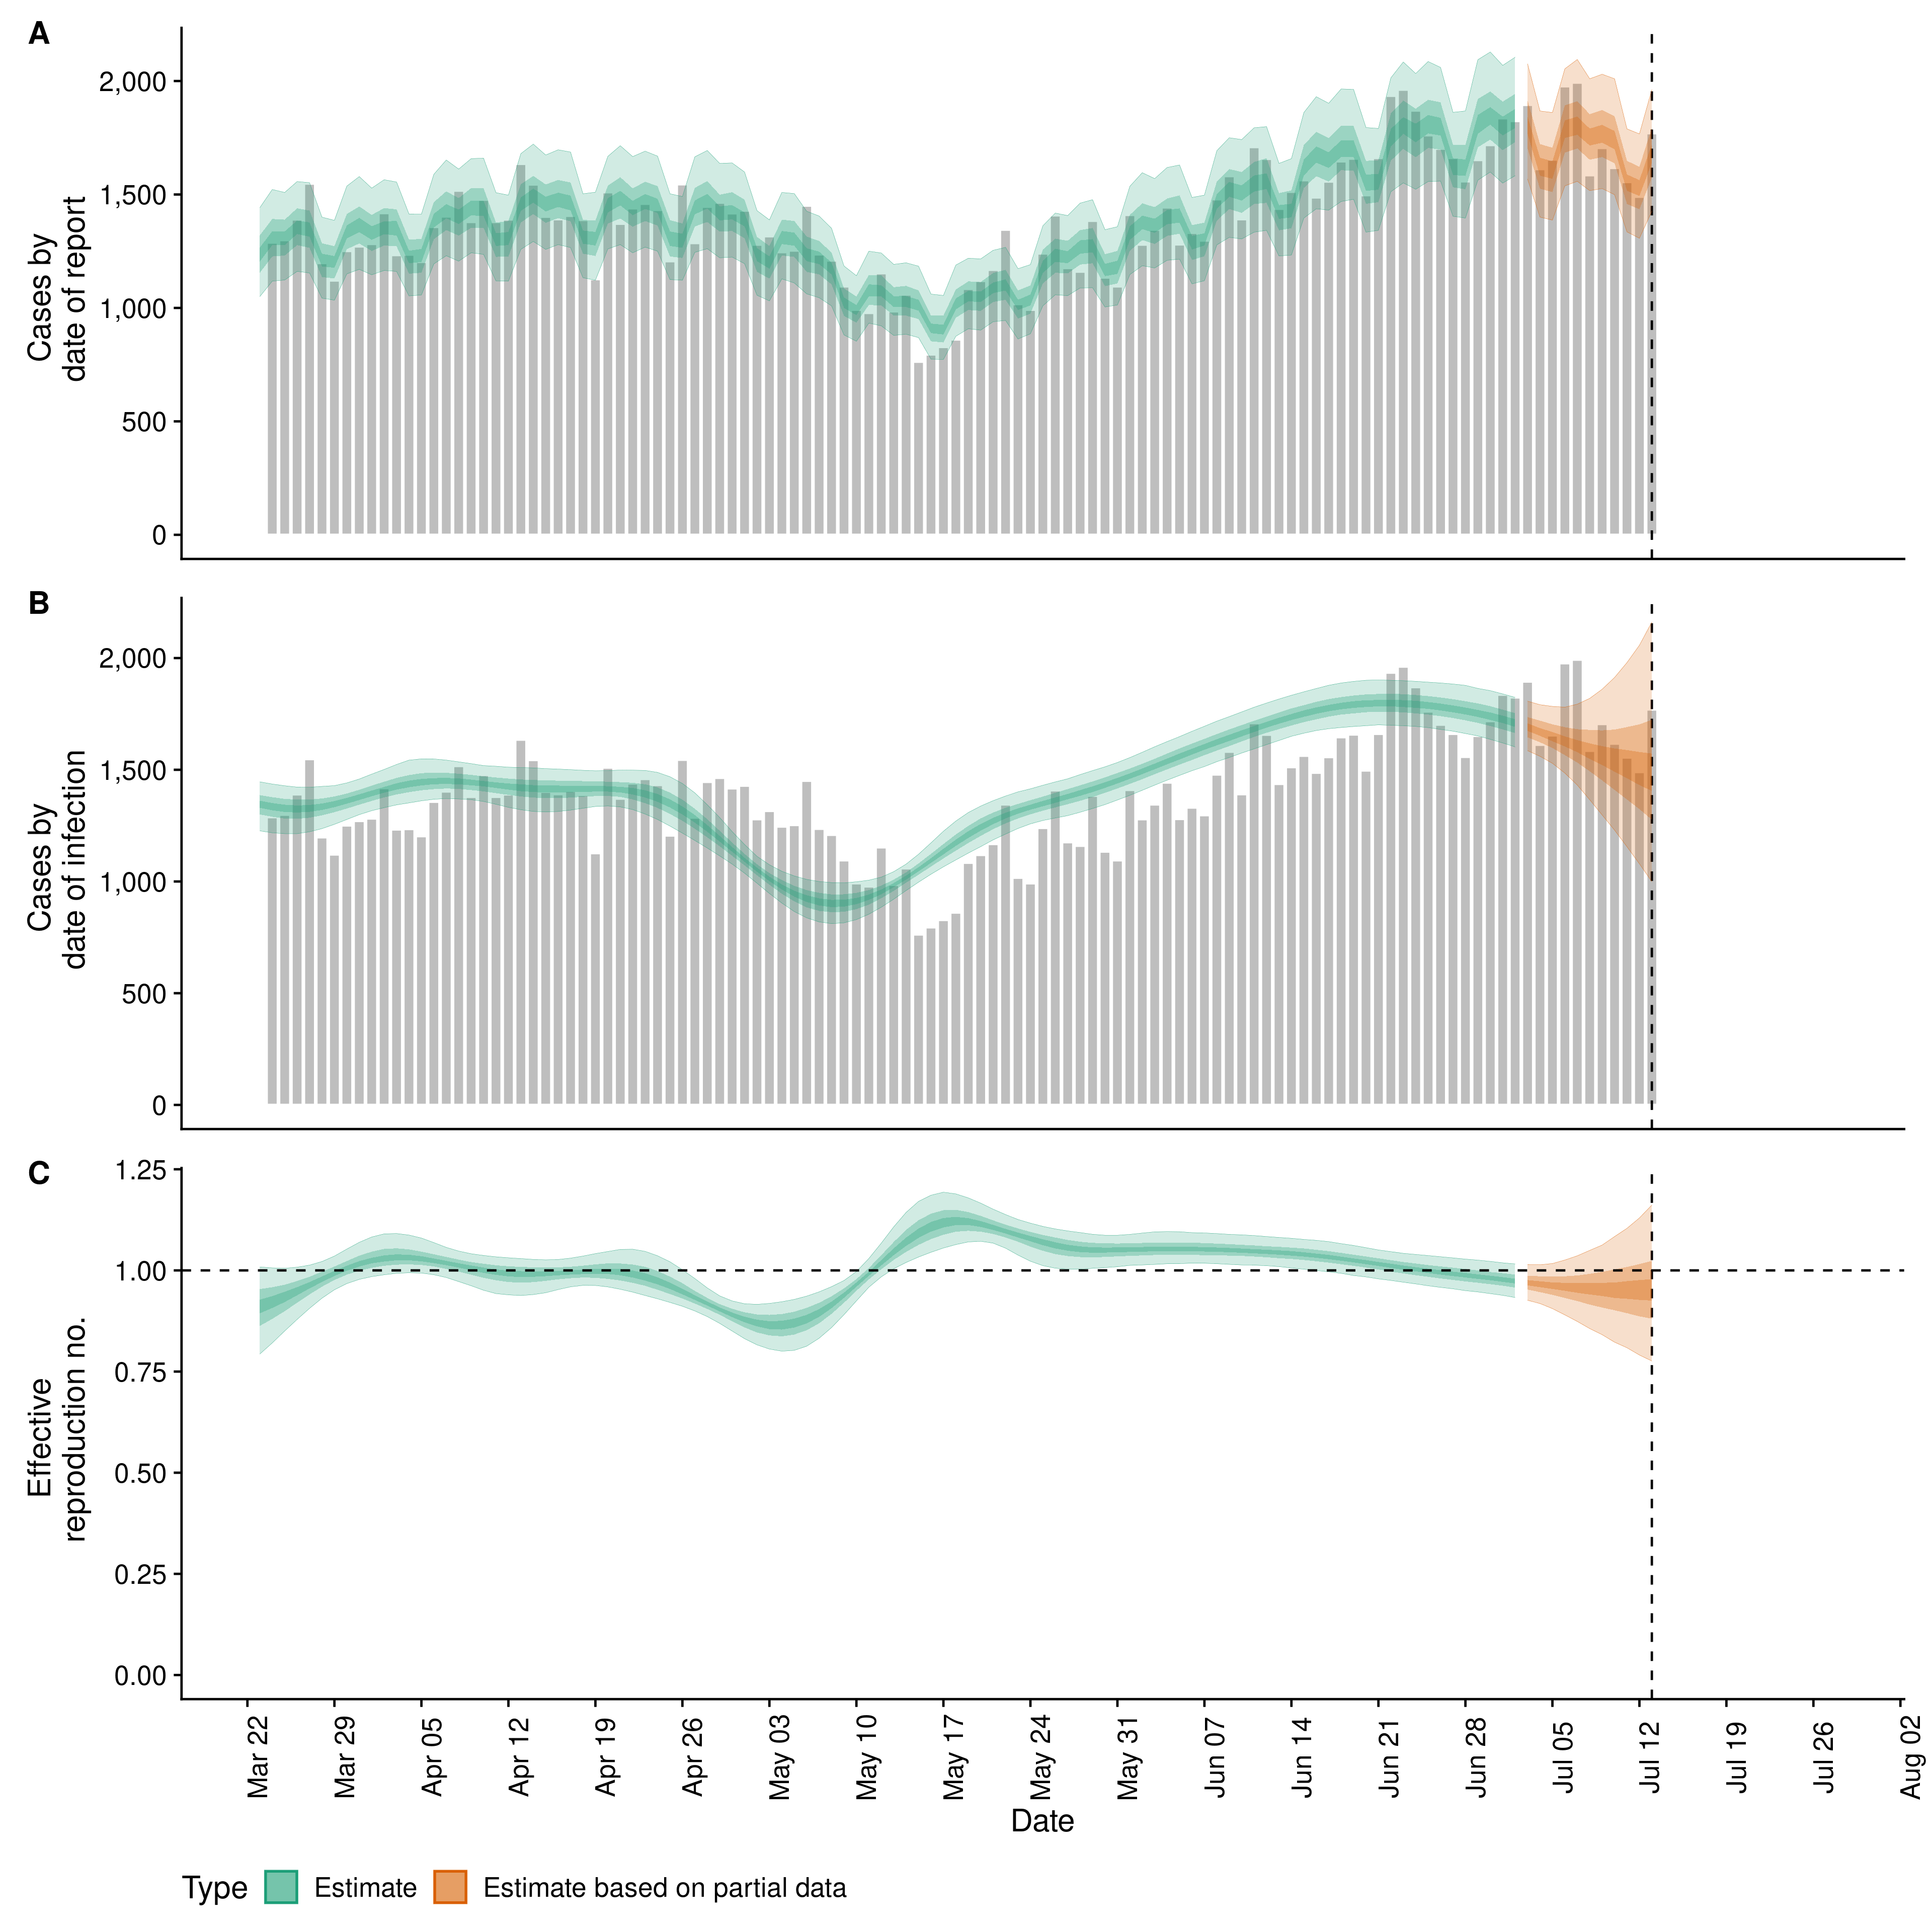 A
Cases by
date of report
2,000
1,500
1,000
500
0
B
Cases by
date of infection
2,000
1,500
1,000
500
0
C
Effective
reproduction no.
1.25
1.00
0.75
0.50
0.25
0.00
Mar 22
Mar 29
Apr 05
Apr 12
Apr 19
Apr 26
May 03
May 10
May 17
May 24
May 31
Jun 07
Jun 14
Jun 21
Jun 28
Jul 05
Jul 12
Jul 19
Jul 26
Aug 02
Date
Type Estimate Estimate based on partial data